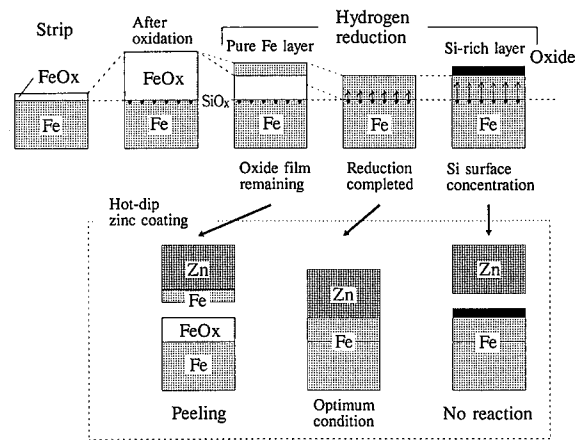 Strip
After
oxidation
Hydrogen
reduction
Pure Fe layer
Si-rich layer
Oxide
FeOx
FeOx
SiOx
Fe
Fe
Fe
Fe
Fe
Oxide film
remaining
Reduction
completed
Si surface
concentration
Hot-dip
zinc coating
Zn
Fe
FeOx
Fe
Zn
Fe
Zn
Fe
Peeling
Optimum
condition
No reaction